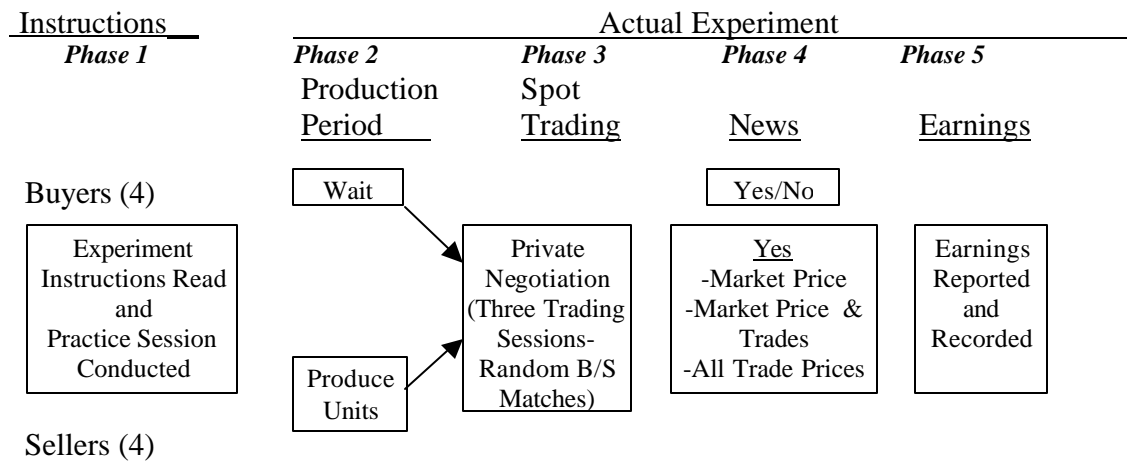 Instructions
Actual Experiment
Phase 1
Phase 2
Phase 3
Phase 4
Phase 5
Production
Period
Spot
Trading
News
Earnings
Buyers (4)
Wait
Yes/No
Experiment
Instructions Read
and
Practice Session
Conducted
Produce
Units
Private
Negotiation
(Three Trading
Sessions-
Random B/S
Matches)
Yes
-Market Price
-Market Price &
Trades
-All Trade Prices
Earnings
Reported
and
Recorded
Sellers (4)